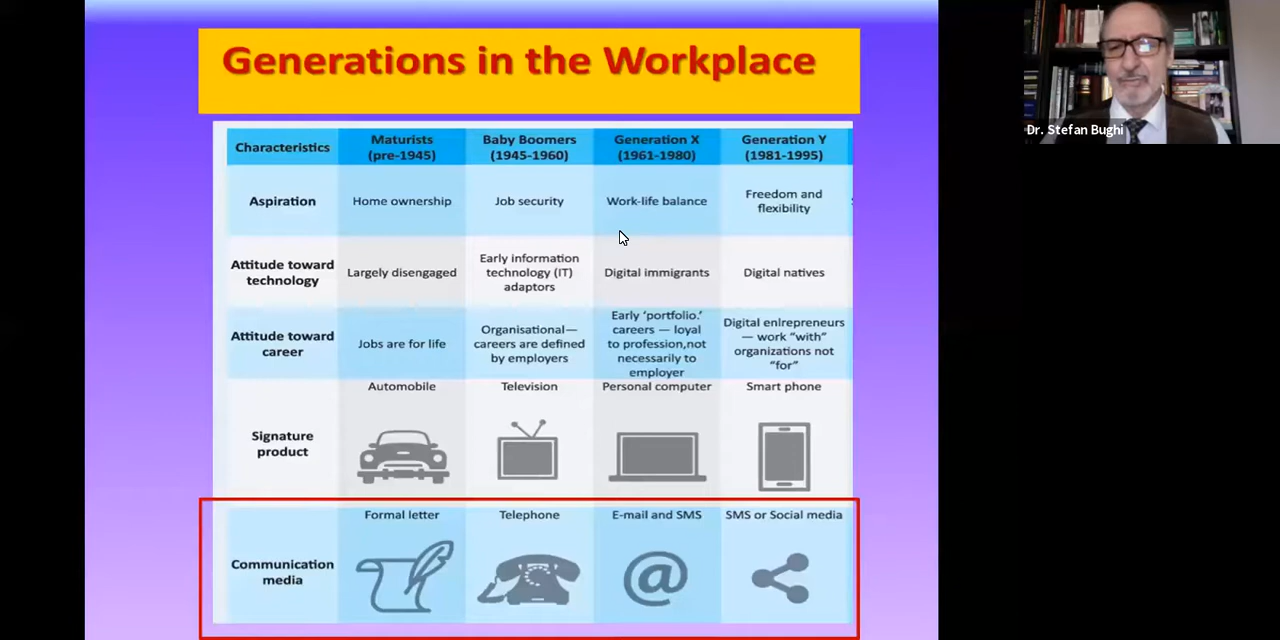 Generations in the Workplace
Dr. Stefan Bughi
Characteristics
Maturists
(pre-1945)
Baby Boomers
(1945-1960)
Generation X
(1961-1980)
Generation Y
(1981-1995)
Aspiration
Home ownership
Job security
Work-life balance
Freedom and
flexibility
Attitude toward
technology
Largely disengaged
Early information
technology (IT)
adaptors
Digital immigrants
Digital natives
Attitude toward
career
Jobs are for life
Organisational—
careers are defined
by employers
Early ‘portfolio.’
careers — loyal
to profession,not
necessarily to
employer
Digital enlrepreneurs
— work “with”
organizations not
“for”
Signature
product
Automobile
Television
Personal computer
Smart phone
Communication
media
Formal letter
Telephone
E-mail and SMS
@
SMS or Social media